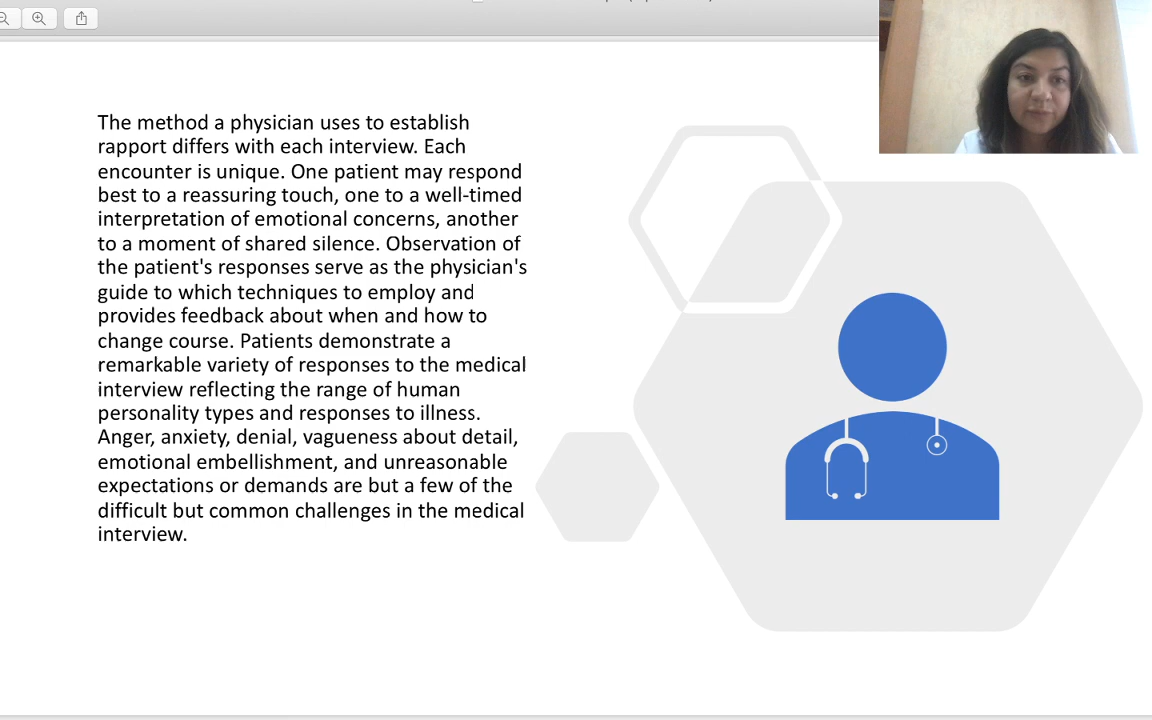 The method a physician uses to establish
rapport differs with each interview. Each
encounter is unique. One patient may respond
best to a reassuring touch, one to a well-timed
interpretation of emotional concerns, another
to a moment of shared silence. Observation of
the patient's responses serve as the physician's
guide to which techniques to employ and
provides feedback about when and how to
change course. Patients demonstrate a
remarkable variety of responses to the medical
interview reflecting the range of human
personality types and responses to illness.
Anger, anxiety, denial, vagueness about detail,
emotional embellishment, and unreasonable
expectations or demands are but a few of the
difficult but common challenges in the medical
interview.